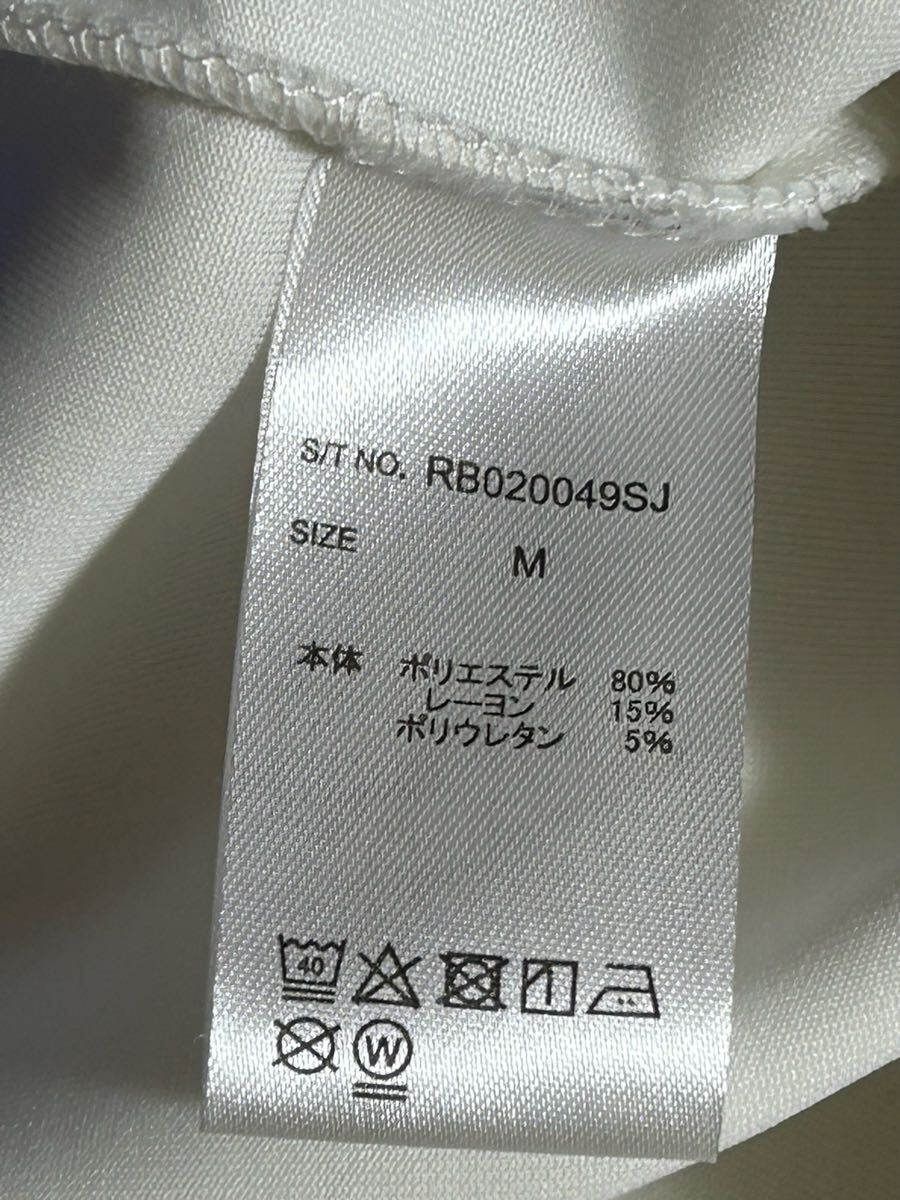 S/T NO. RB020049SJ
SIZE M
本体 ポリエステル 80%
レーヨン 15%
ポリウレタン 5%
40
W